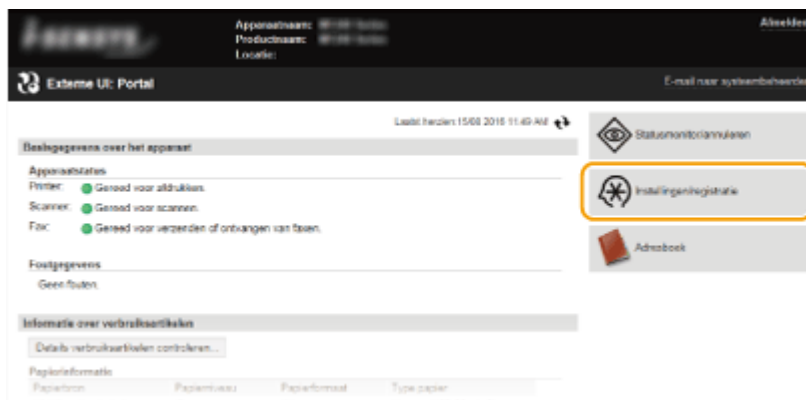 Apparaatnaam:
Productnaam:
Locatie:
Afmelden
Externe UI: Portal
E-mail naar systeembeheerder
Laatst herzien: 15/08 2016 11:49 AM
Basisgegevens over het apparaat
Apparaatstatus
Printer: Gereed voor afdrukken.
Scanner: Gereed voor scannen.
Fax: Gereed voor verzenden of ontvangen van faxen.
Foutgegevens
Geen fouten.
Informatie over verbruiksartikelen
Details verbruiksartikelen controleren...
Papierinformatie
Papierbron Papierniveau Papierformaat Type papier
Statusmonitor/annuleren
Instellingen/registratie
Adresboek